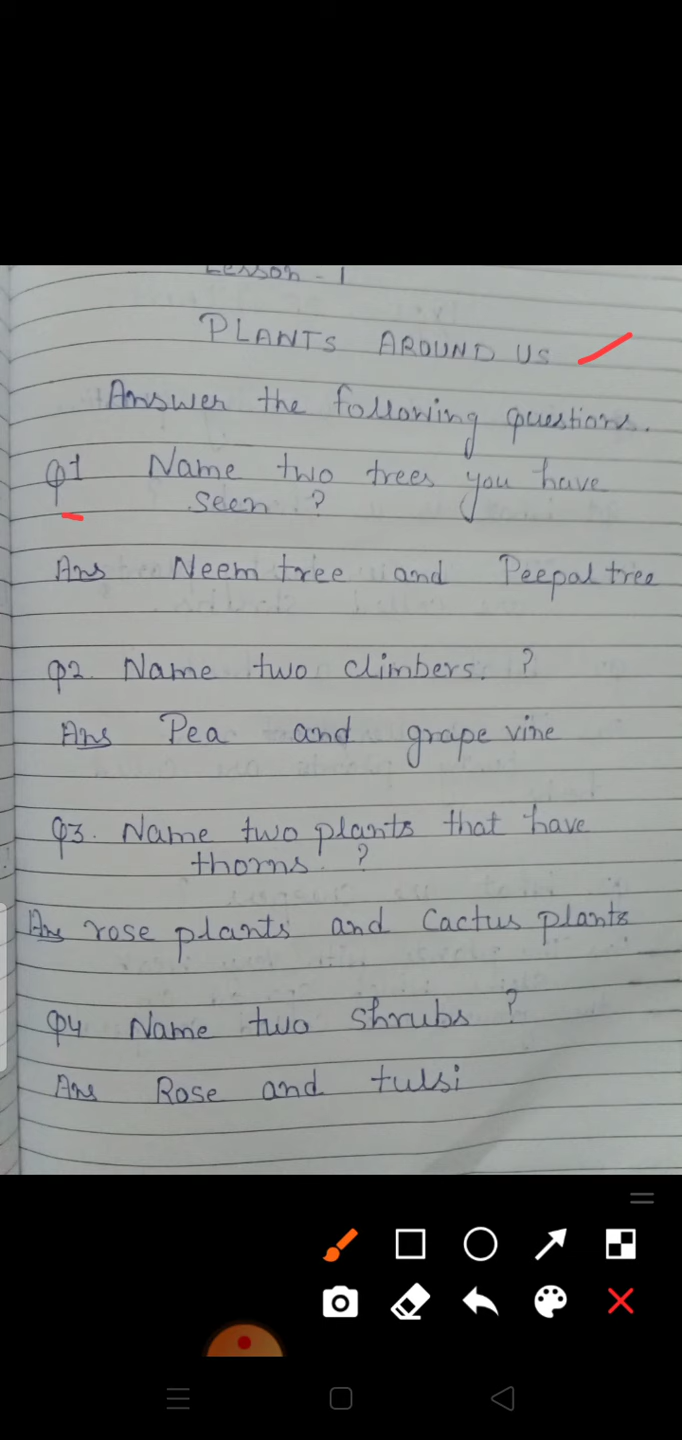 Lesson - 1
PLANTS AROUND US
Answer the following questions.
Q1 Name two trees you have
seen ?
Ans Neem tree and Peepal tree
Q2. Name two climbers. ?
Ans Pea and grape vine
Q3. Name two plants that have
thorns. ?
Ans rose plants and Cactus plants
Q4 Name two shrubs ?
Ans Rose and tulsi